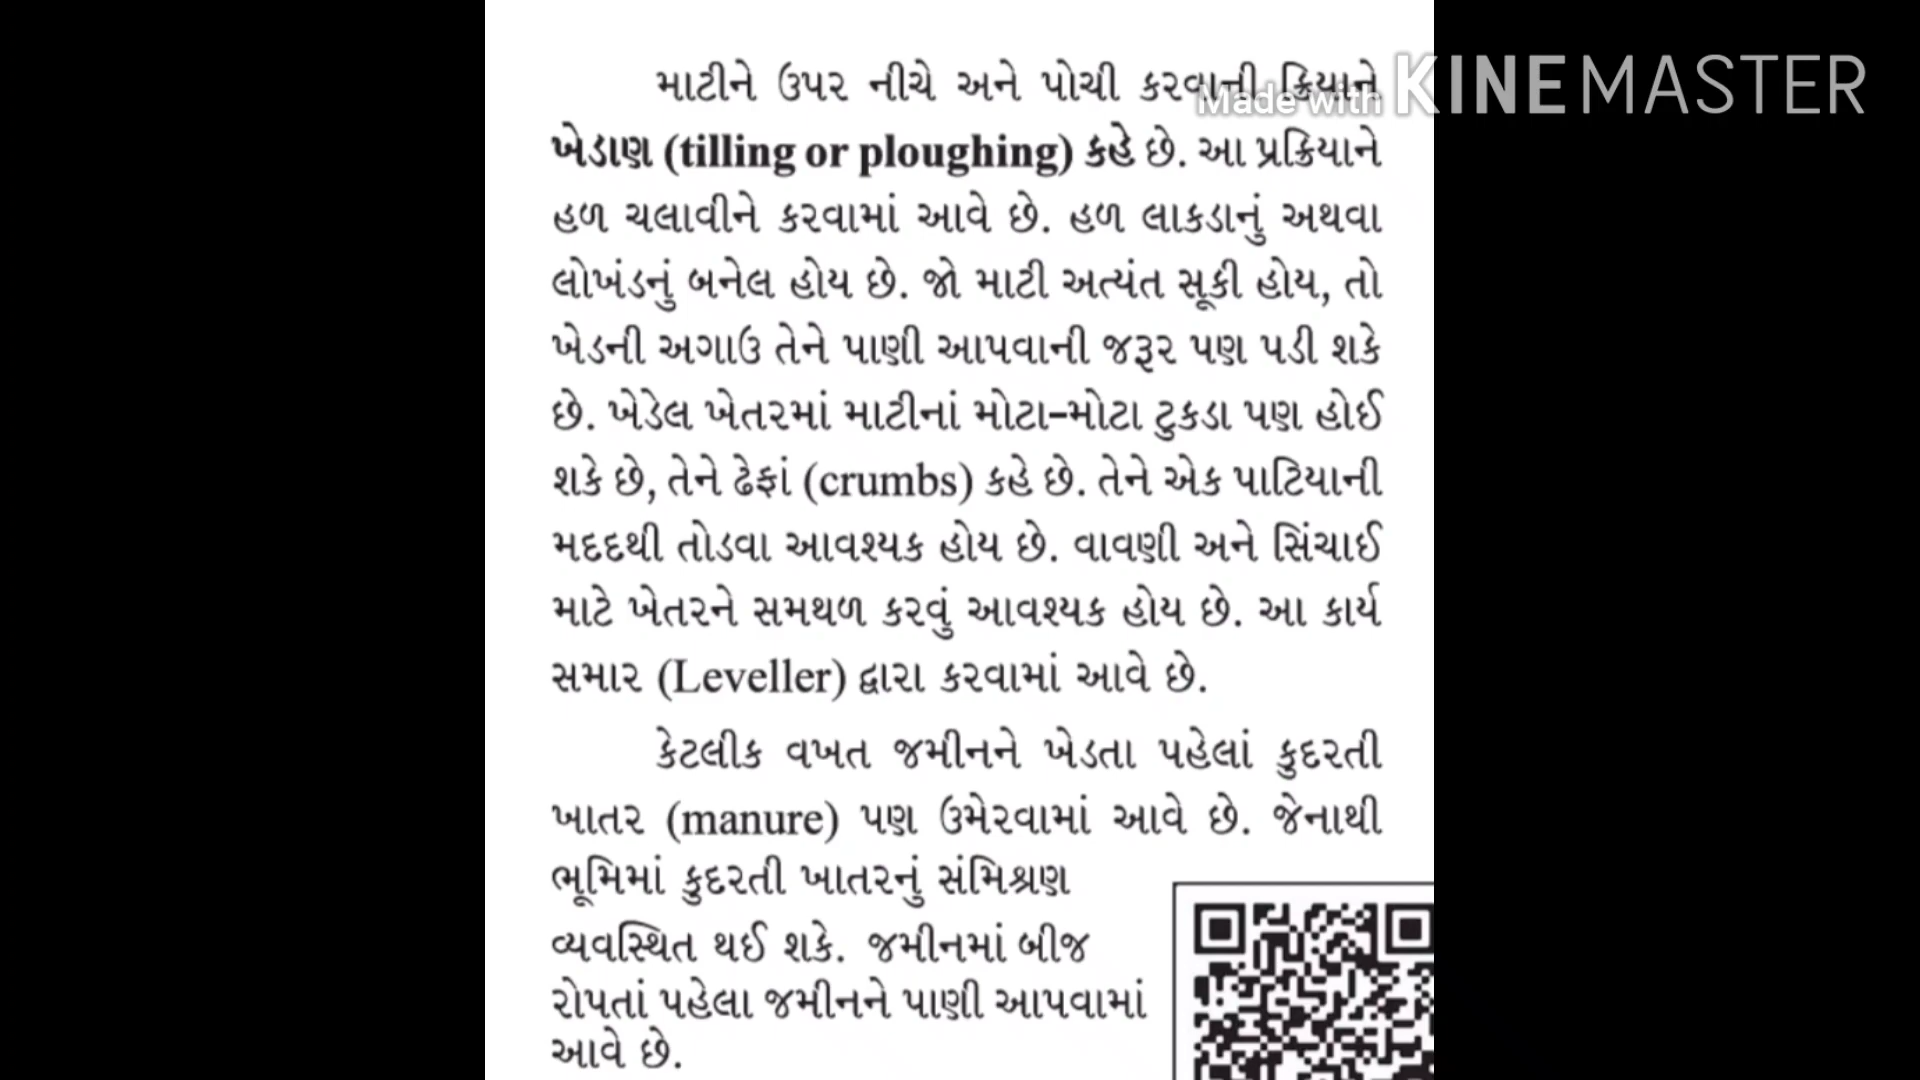 માટીને ઉપર નીચે અને પોચી કરવાની ક્રિયાને
Made with KINEMASTER
ખેડાણ (tilling or ploughing) કહે છે. આ પ્રક્રિયાને
હળ ચલાવીને કરવામાં આવે છે. હળ લાકડાનું અથવા
લોખંડનું બનેલ હોય છે. જો માટી અત્યંત સૂકી હોય, તો
ખેડની અગાઉ તેને પાણી આપવાની જરૂર પણ પડી શકે
છે. ખેડેલ ખેતરમાં માટીનાં મોટા–મોટા ટુકડા પણ હોઈ
શકે છે, તેને ઢેફાં (crumbs) કહે છે. તેને એક પાટિયાની
મદદથી તોડવા આવશ્યક હોય છે. વાવણી અને સિંચાઈ
માટે ખેતરને સમથળ કરવું આવશ્યક હોય છે. આ કાર્ય
સમાર (Leveller) દ્વારા કરવામાં આવે છે.
કેટલીક વખત જમીનને ખેડતા પહેલાં કુદરતી
ખાતર (manure) પણ ઉમેરવામાં આવે છે. જેનાથી
ભૂમિમાં કુદરતી ખાતરનું સંમિશ્રણ
વ્યવસ્થિત થઈ શકે. જમીનમાં બીજ
રોપતાં પહેલા જમીનને પાણી આપવામાં
આવે છે.